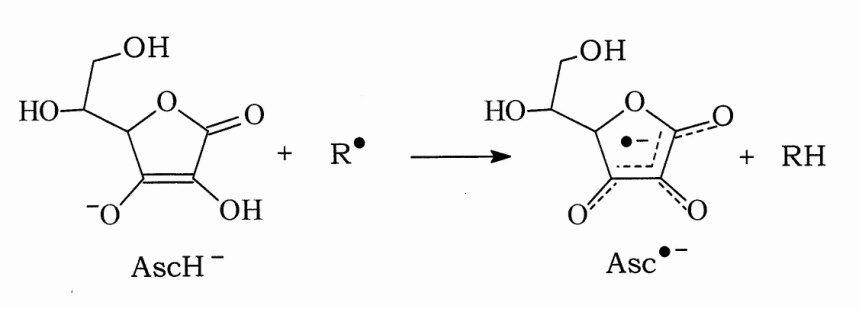 OH
HO
O
O
+ R• ⟶
⁻O
OH
AscH⁻
OH
HO
O
O
•− + RH
O
O
Asc•−